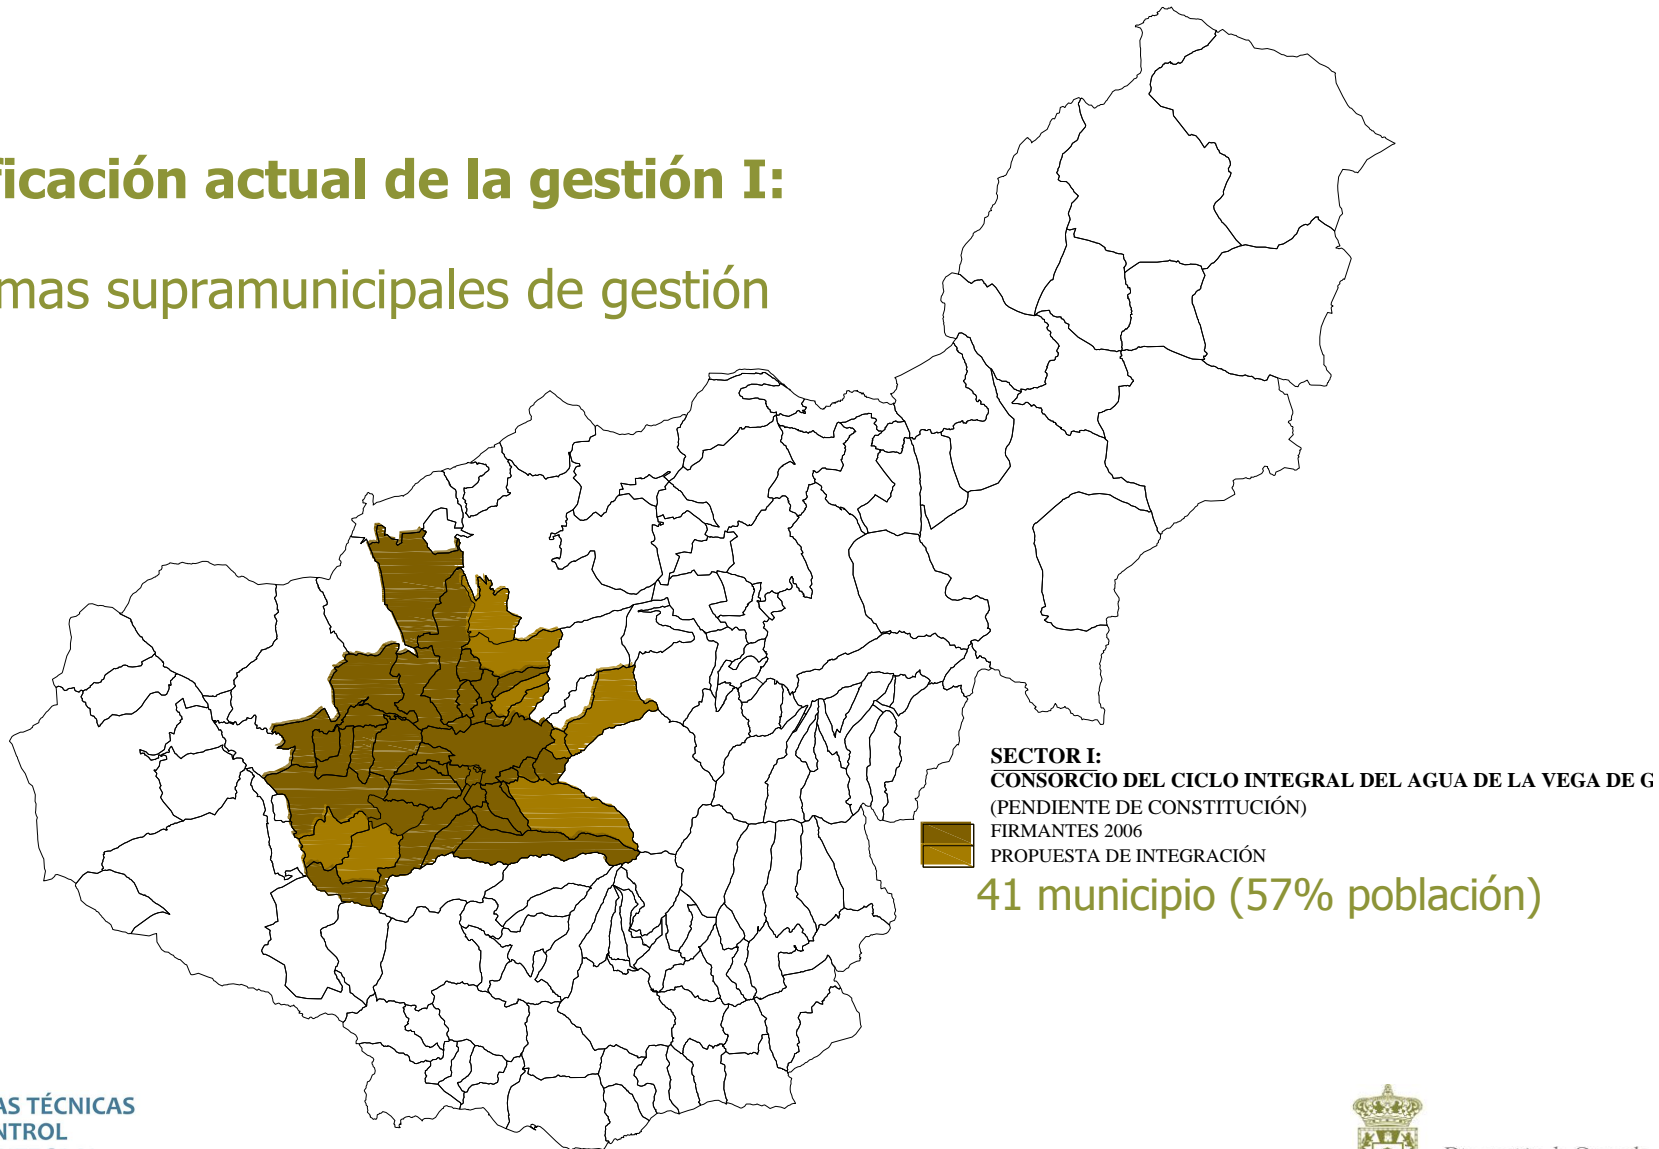 ficación actual de la gestión I:
mas supramunicipales de gestión
SECTOR I:
CONSORCIO DEL CICLO INTEGRAL DEL AGUA DE LA VEGA DE G
(PENDIENTE DE CONSTITUCIÓN)
FIRMANTES 2006
PROPUESTA DE INTEGRACIÓN
41 municipio (57% población)
AS TÉCNICAS
NTROL